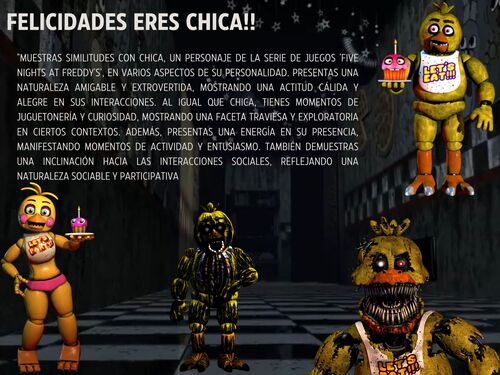 FELICIDADES ERES CHICA!!
"MUESTRAS SIMILITUDES CON CHICA, UN PERSONAJE DE LA SERIE DE JUEGOS 'FIVE
NIGHTS AT FREDDY'S', EN VARIOS ASPECTOS DE SU PERSONALIDAD. PRESENTAS UNA
NATURALEZA AMIGABLE Y EXTROVERTIDA, MOSTRANDO UNA ACTITUD CÁLIDA Y
ALEGRE EN SUS INTERACCIONES. AL IGUAL QUE CHICA, TIENES MOMENTOS DE
JUGUETONERÍA Y CURIOSIDAD, MOSTRANDO UNA FACETA TRAVIESA Y EXPLORATORIA
EN CIERTOS CONTEXTOS. ADEMÁS, PRESENTAS UNA ENERGÍA EN SU PRESENCIA,
MANIFESTANDO MOMENTOS DE ACTIVIDAD Y ENTUSIASMO. TAMBIÉN DEMUESTRAS
UNA INCLINACIÓN HACIA LAS INTERACCIONES SOCIALES, REFLEJANDO UNA
NATURALEZA SOCIABLE Y PARTICIPATIVA
LET'S
EAT!!!
LET'S
PARTY!
LET'S
EAT!!!